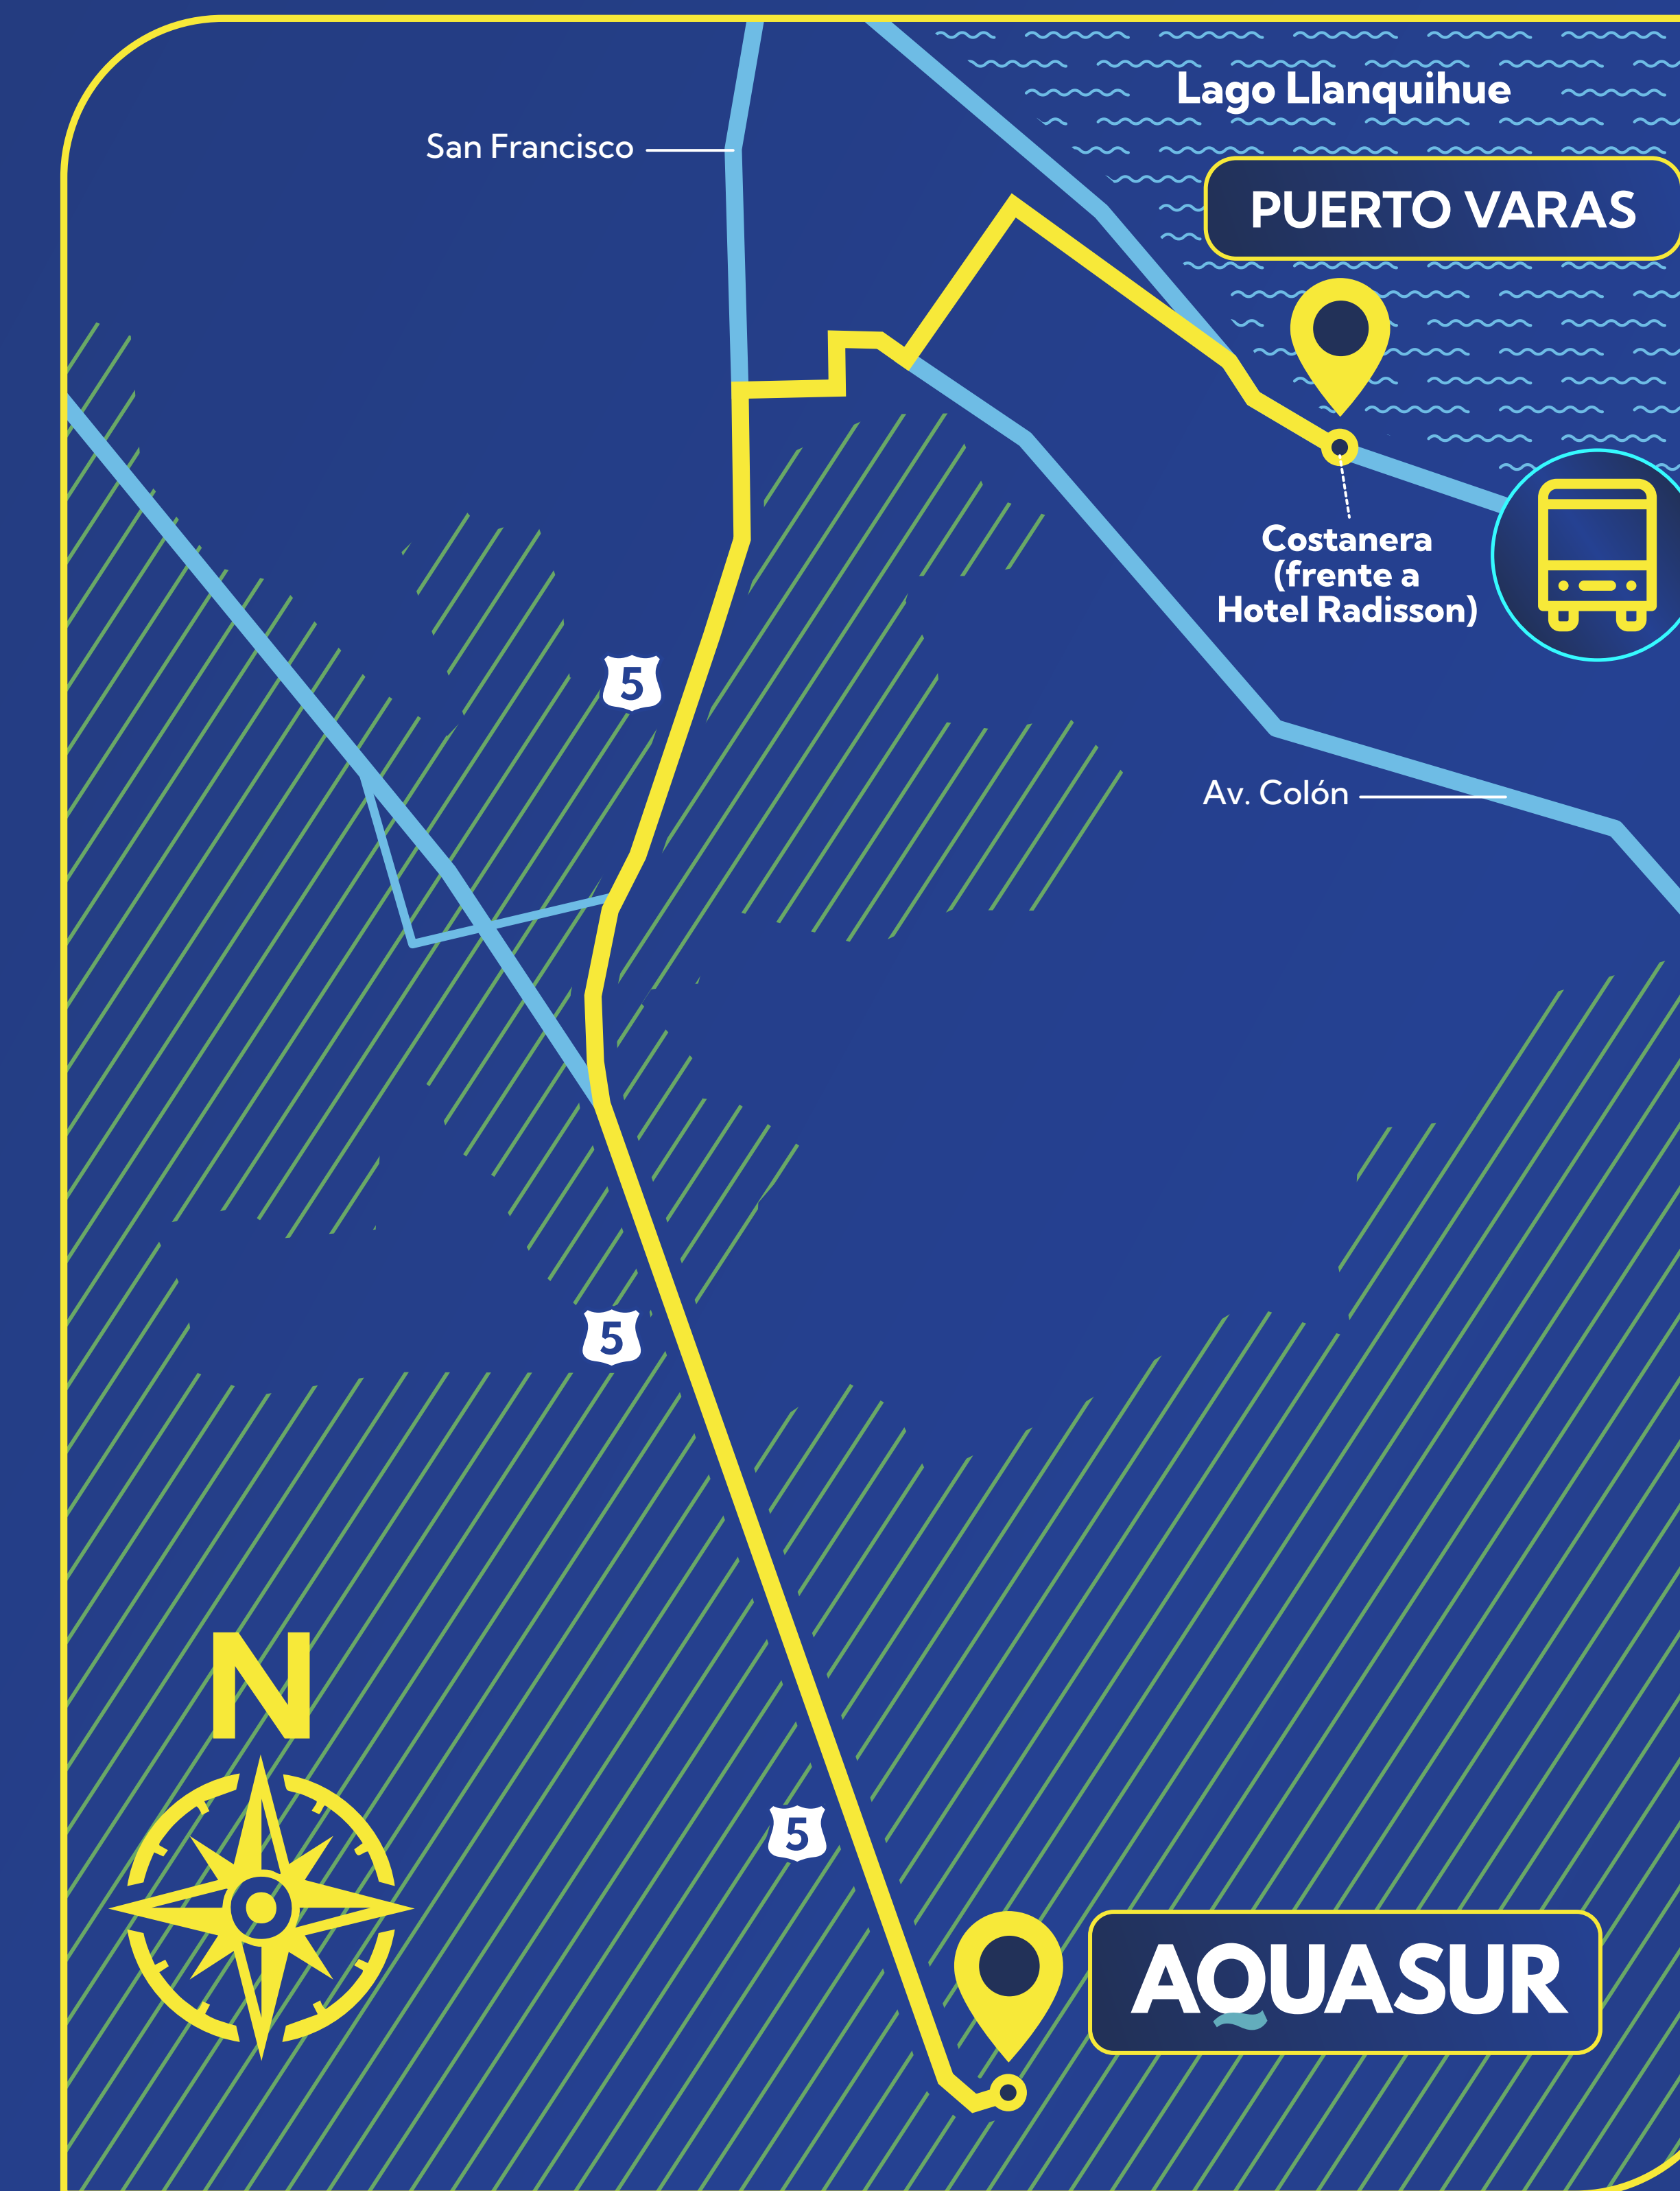 Lago Llanquihue
San Francisco
PUERTO VARAS
Costanera
(frente a
Hotel Radisson)
5
Av. Colón
5
N
5
AQUASUR